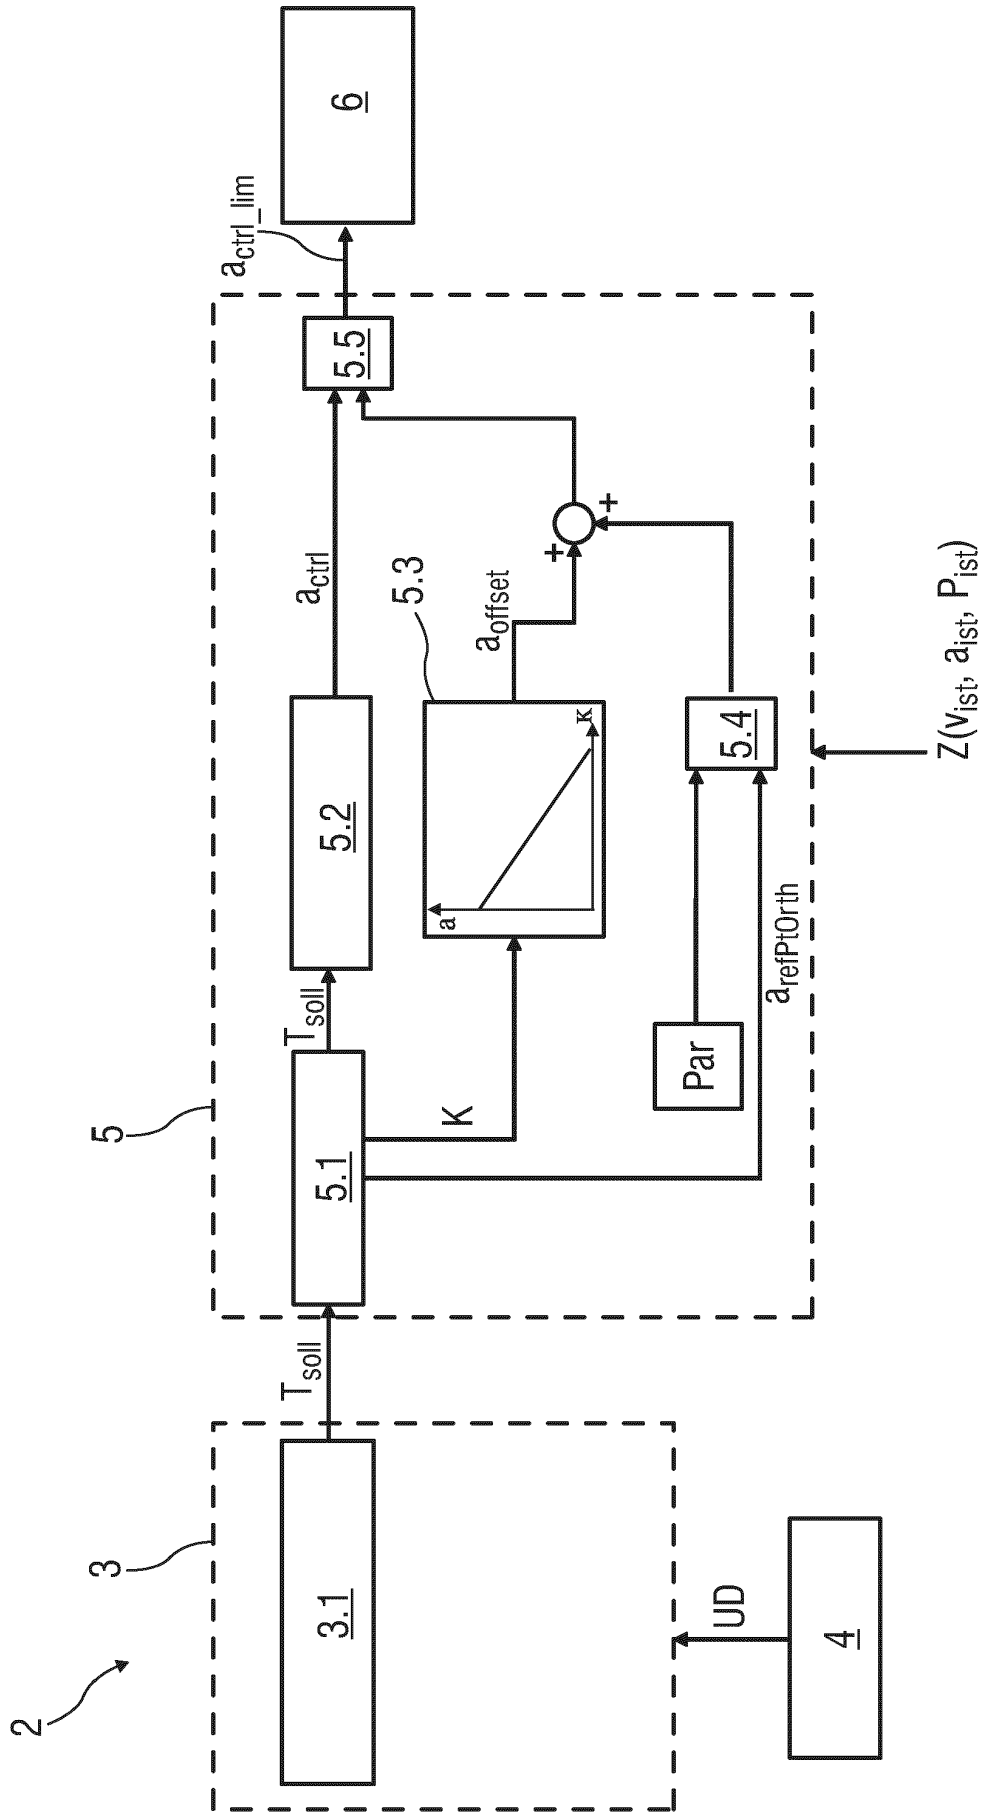 2
3
3.1
4
UD
T_soll
5
5.1
T_soll
5.2
a_ctrl
5.5
a_ctrl_lim
6
K
5.3
a
κ
a_offset
+
+
Par
a_refPtOrth
5.4
Z(v_ist, a_ist, P_ist)